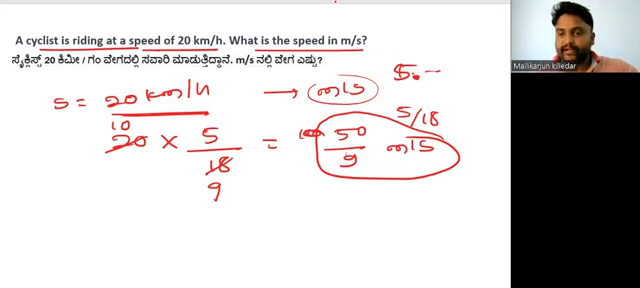 A cyclist is riding at a speed of 20 km/h. What is the speed in m/s?
ಸೈಕ್ಲಿಸ್ಟ್ 20 ಕಿಮೀ / ಗಂ ವೇಗದಲ್ಲಿ ಸವಾರಿ ಮಾಡುತ್ತಿದ್ದಾನೆ. m/s ನಲ್ಲಿ ವೇಗ ಎಷ್ಟು?
Mallikarjun killedar
S = 20 km/h → m/s 5.
5/18
10
20 × 5/18 = 50/9 m/s
9